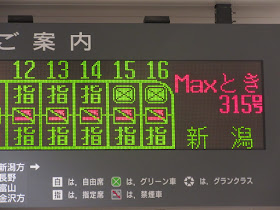 ご案内
12 13 14 15 16
指 指 指
指 指 指 指 指
Maxとき
315号
新潟
新潟方
長野
富山
金沢方
自 は、自由席 は、グリーン車 は、グランクラス
指 は、指定席 は、禁煙車